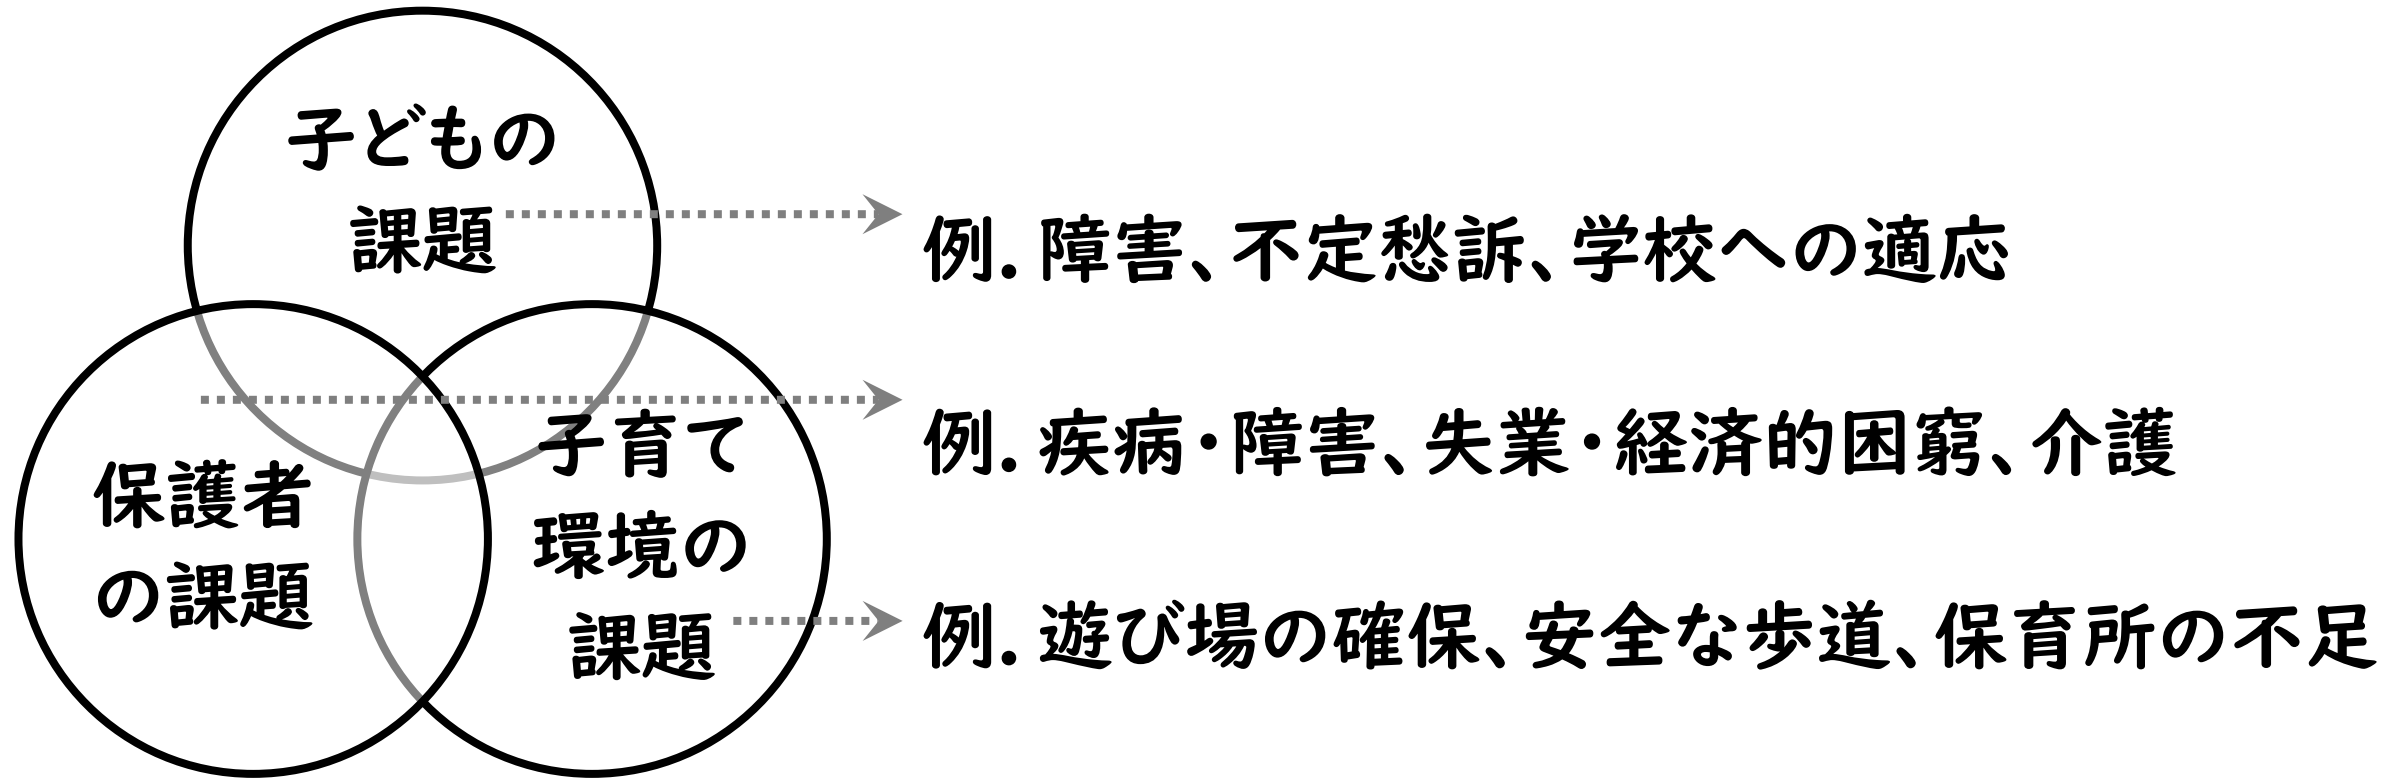 子どもの
課題
例．障害、不定愁訴、学校への適応
保護者
の課題
例．疾病・障害、失業・経済的困窮、介護
子育て
環境の
課題
例．遊び場の確保、安全な歩道、保育所の不足